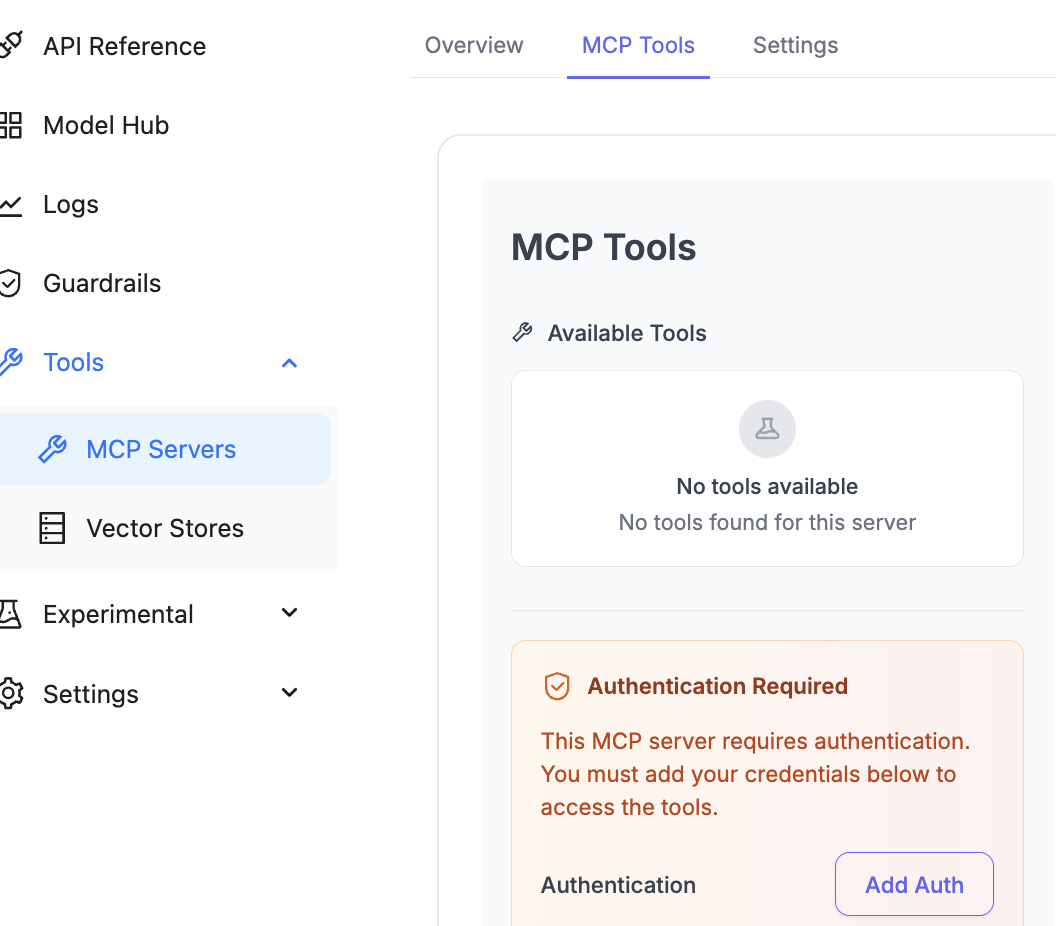 API Reference
Model Hub
Logs
Guardrails
Tools
MCP Servers
Vector Stores
Experimental
Settings
Overview
MCP Tools
Settings
MCP Tools
Available Tools
No tools available
No tools found for this server
Authentication Required
This MCP server requires authentication.
You must add your credentials below to
access the tools.
Authentication
Add Auth